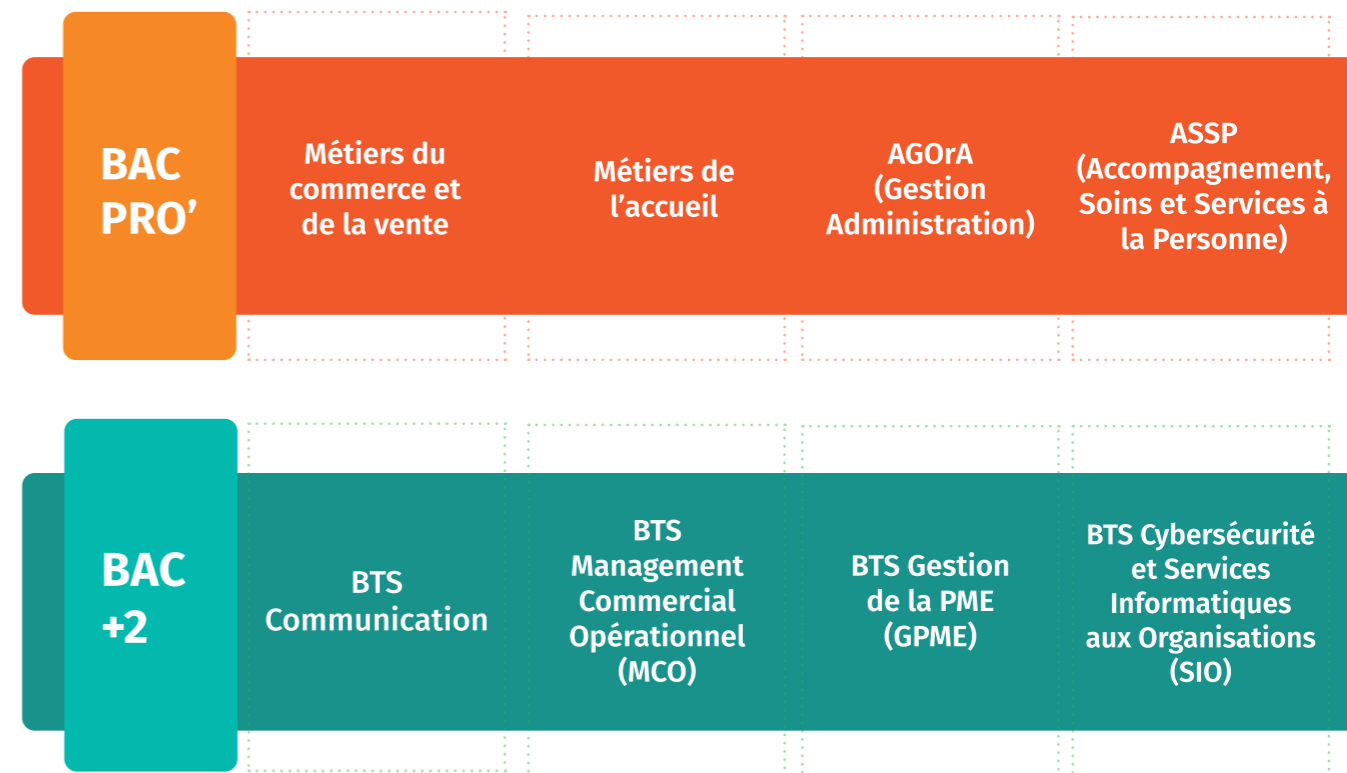 BAC
PRO’
Métiers du
commerce et
de la vente
Métiers de
l’accueil
AGOrA
(Gestion
Administration)
ASSP
(Accompagnement,
Soins et Services à
la Personne)
BAC
+2
BTS
Communication
BTS
Management
Commercial
Opérationnel
(MCO)
BTS Gestion
de la PME
(GPME)
BTS Cybersécurité
et Services
Informatiques
aux Organisations
(SIO)